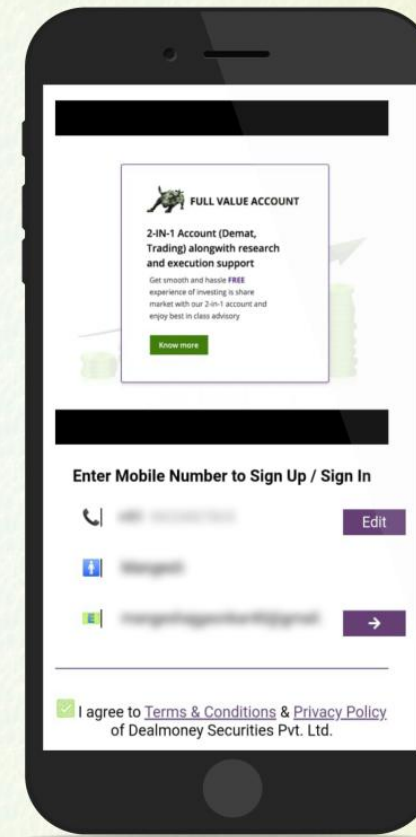 FULL VALUE ACCOUNT
2-IN-1 Account (Demat,
Trading) alongwith research
and execution support
Get smooth and hassle FREE
experience of investing is share
market with our 2-in-1 account and
enjoy best in class advisory
Know more
Enter Mobile Number to Sign Up / Sign In
Edit
E
I agree to Terms & Conditions & Privacy Policy
of Dealmoney Securities Pvt. Ltd.